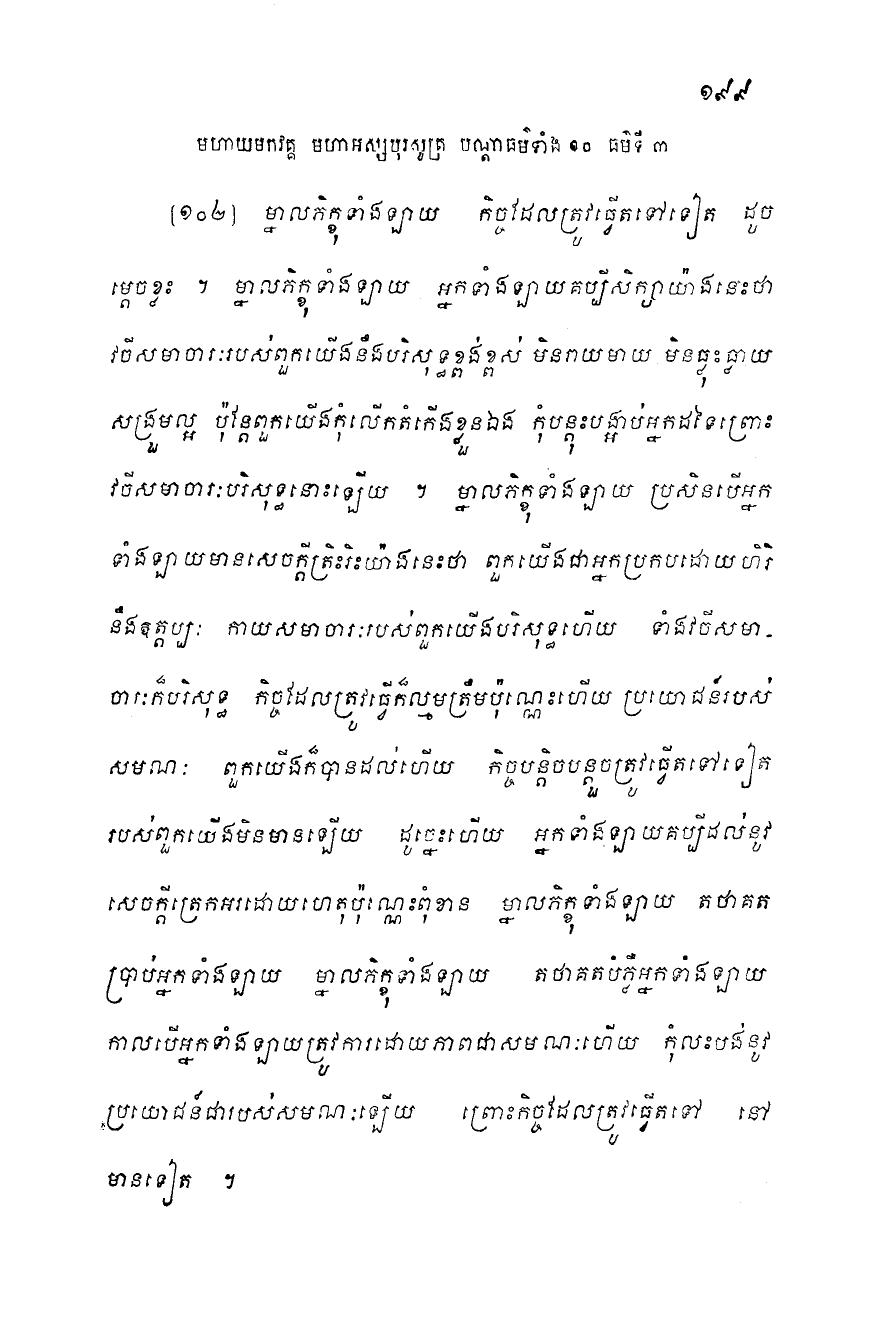 ១៩៩
មហាយមកវគ្គ មហាអស្សបុរសូត្រ បណ្តាធម៌ទាំង ១០ ធម៌ទី ៣
[១០២] ម្នាលភិក្ខុទាំងឡាយ កិច្ចដែលត្រូវធ្វើតទៅទៀត ដូច
ម្តេចខ្លះ ។ ម្នាលភិក្ខុទាំងឡាយ អ្នកទាំងឡាយគប្បីសិក្សាយ៉ាងនេះថា
វចីសមាចារៈរបស់ពួកយើងនឹងបរិសុទ្ធខ្ពង់ខ្ពស់ មិនរាយមាយ មិនធ្លុះធ្លាយ
សង្រួមល្អ ប៉ុន្តែពួកយើងកុំលើកតំកើងខ្លួនឯង កុំបន្តុះបង្អាប់អ្នកដទៃព្រោះ
វចីសមាចារៈបរិសុទ្ធនោះឡើយ ។ ម្នាលភិក្ខុទាំងឡាយ ប្រសិនបើអ្នក
ទាំងឡាយមានសេចក្តីត្រិះរិះយ៉ាងនេះថា ពួកយើងជាអ្នកប្រកបដោយហិរិ
នឹងឧត្តប្បៈ កាយសមាចារៈរបស់ពួកយើងបរិសុទ្ធហើយ ទាំងវចីសមា-
ចារៈក៏បរិសុទ្ធ កិច្ចដែលត្រូវធ្វើក៏ល្មមត្រឹមប៉ុណ្ណេះហើយ ប្រយោជន៍របស់
សមណៈ ពួកយើងក៏បានដល់ហើយ កិច្ចបន្តិចបន្តួចត្រូវធ្វើតទៅទៀត
របស់ពួកយើងមិនមានឡើយ ដូច្នេះហើយ អ្នកទាំងឡាយគប្បីដល់នូវ
សេចក្តីត្រេកអរដោយហេតុប៉ុណ្ណេះពុំខាន ម្នាលភិក្ខុទាំងឡាយ តថាគត
ប្រាប់អ្នកទាំងឡាយ ម្នាលភិក្ខុទាំងឡាយ តថាគតបំភ្លឺអ្នកទាំងឡាយ
កាលបើអ្នកទាំងឡាយត្រូវការដោយភាពជាសមណៈហើយ កុំលះបង់នូវ
ប្រយោជន៍ជារបស់សមណៈឡើយ ព្រោះកិច្ចដែលត្រូវធ្វើតទៅ នៅ
មានទៀត ។